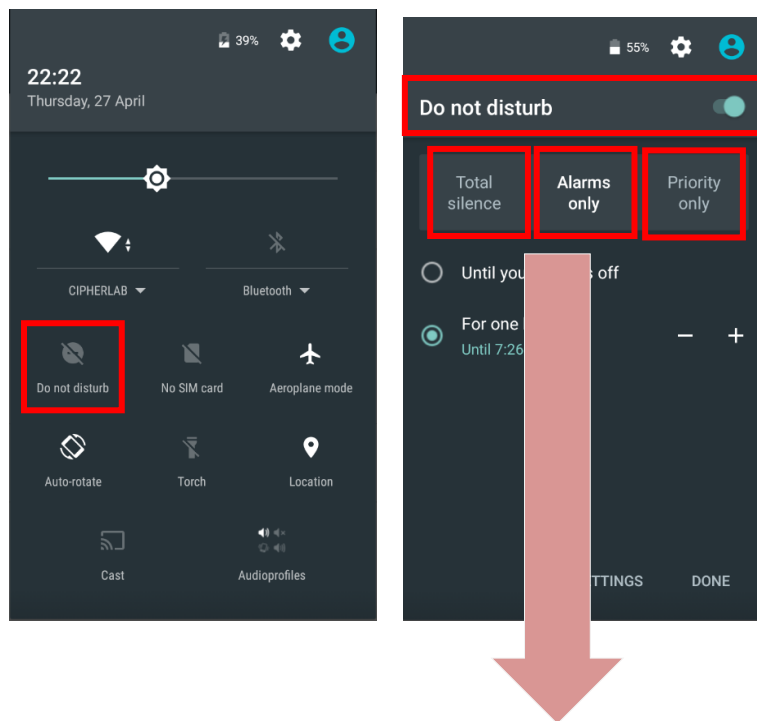 39%
22:22
Thursday, 27 April
CIPHERLAB
Bluetooth
Do not disturb
No SIM card
Aeroplane mode
Auto-rotate
Torch
Location
Cast
Audioprofiles
55%
Do not disturb
Total
silence
Alarms
only
Priority
only
Until you s off
For one
Until 7:26
TTINGS
DONE